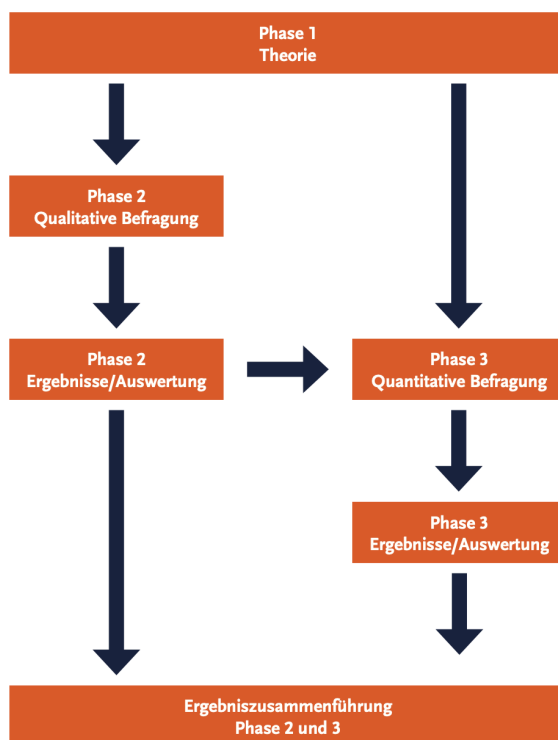 Phase 1
Theorie
Phase 2
Qualitative Befragung
Phase 2
Ergebnisse/Auswertung
Phase 3
Quantitative Befragung
Phase 3
Ergebnisse/Auswertung
Ergebniszusammenführung
Phase 2 und 3